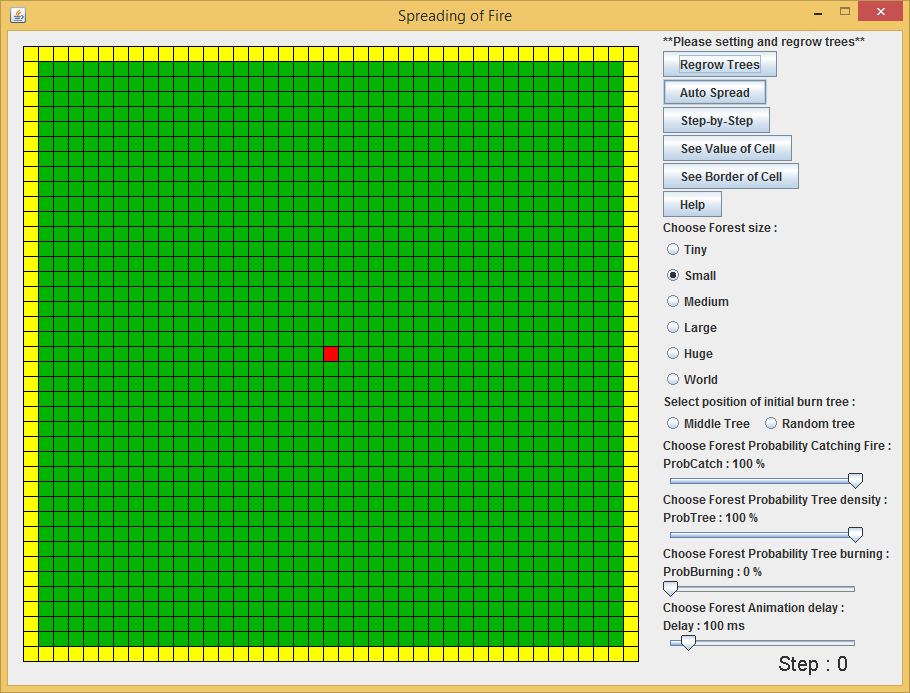 Spreading of Fire
**Please setting and regrow trees**
Regrow Trees
Auto Spread
Step-by-Step
See Value of Cell
See Border of Cell
Help
Choose Forest size :
Tiny
Small
Medium
Large
Huge
World
Select position of initial burn tree :
Middle Tree Random tree
Choose Forest Probability Catching Fire :
ProbCatch : 100 %
Choose Forest Probability Tree density :
ProbTree : 100 %
Choose Forest Probability Tree burning :
ProbBurning : 0 %
Choose Forest Animation delay :
Delay : 100 ms
Step : 0